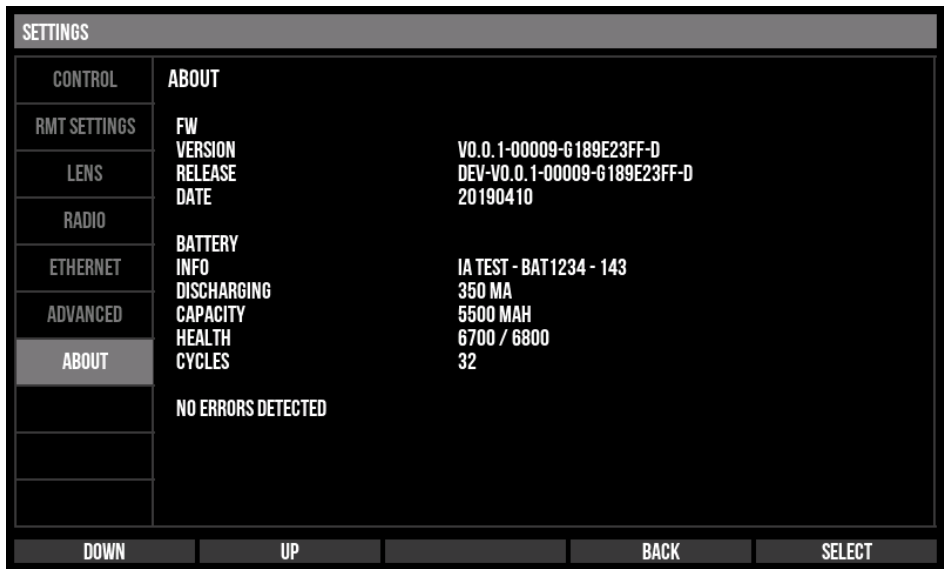 SETTINGS
CONTROL
RMT SETTINGS
LENS
RADIO
ETHERNET
ADVANCED
ABOUT
ABOUT
FW
VERSION V0.0.1-00009-G189E23FF-D
RELEASE DEV-V0.0.1-00009-G189E23FF-D
DATE 20190410
BATTERY
INFO IA TEST - BAT1234 - 143
DISCHARGING 350 MA
CAPACITY 5500 MAH
HEALTH 6700 / 6800
CYCLES 32
NO ERRORS DETECTED
DOWN UP BACK SELECT